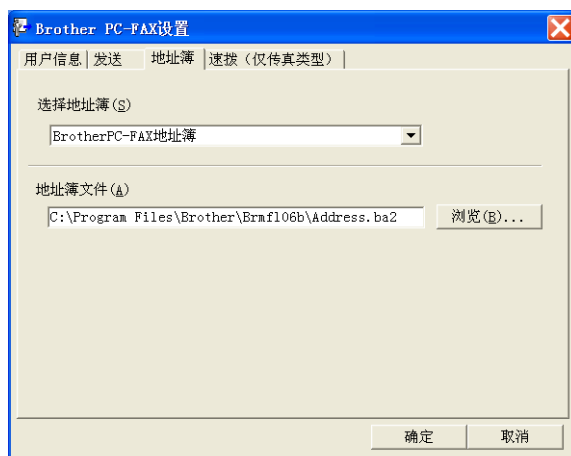 Brother PC-FAX设置
用户信息 发送 地址簿 速拨（仅传真类型）
选择地址簿(S)
BrotherPC-FAX地址簿
地址簿文件(A)
C:\Program Files\Brother\Brmfl06b\Address.ba2 浏览(B)...
确定 取消